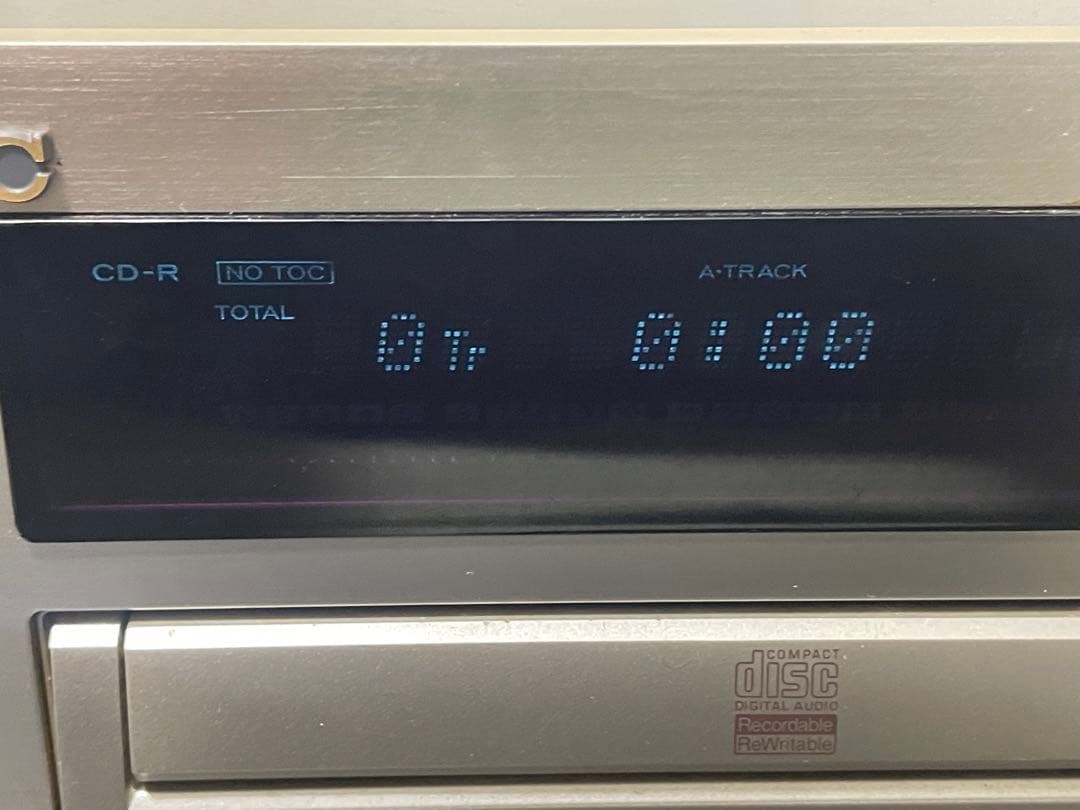 C
CD-R NO TOC A-TRACK
TOTAL 0Tr 0:00
COMPACT
disc
DIGITAL AUDIO
Recordable
ReWritable